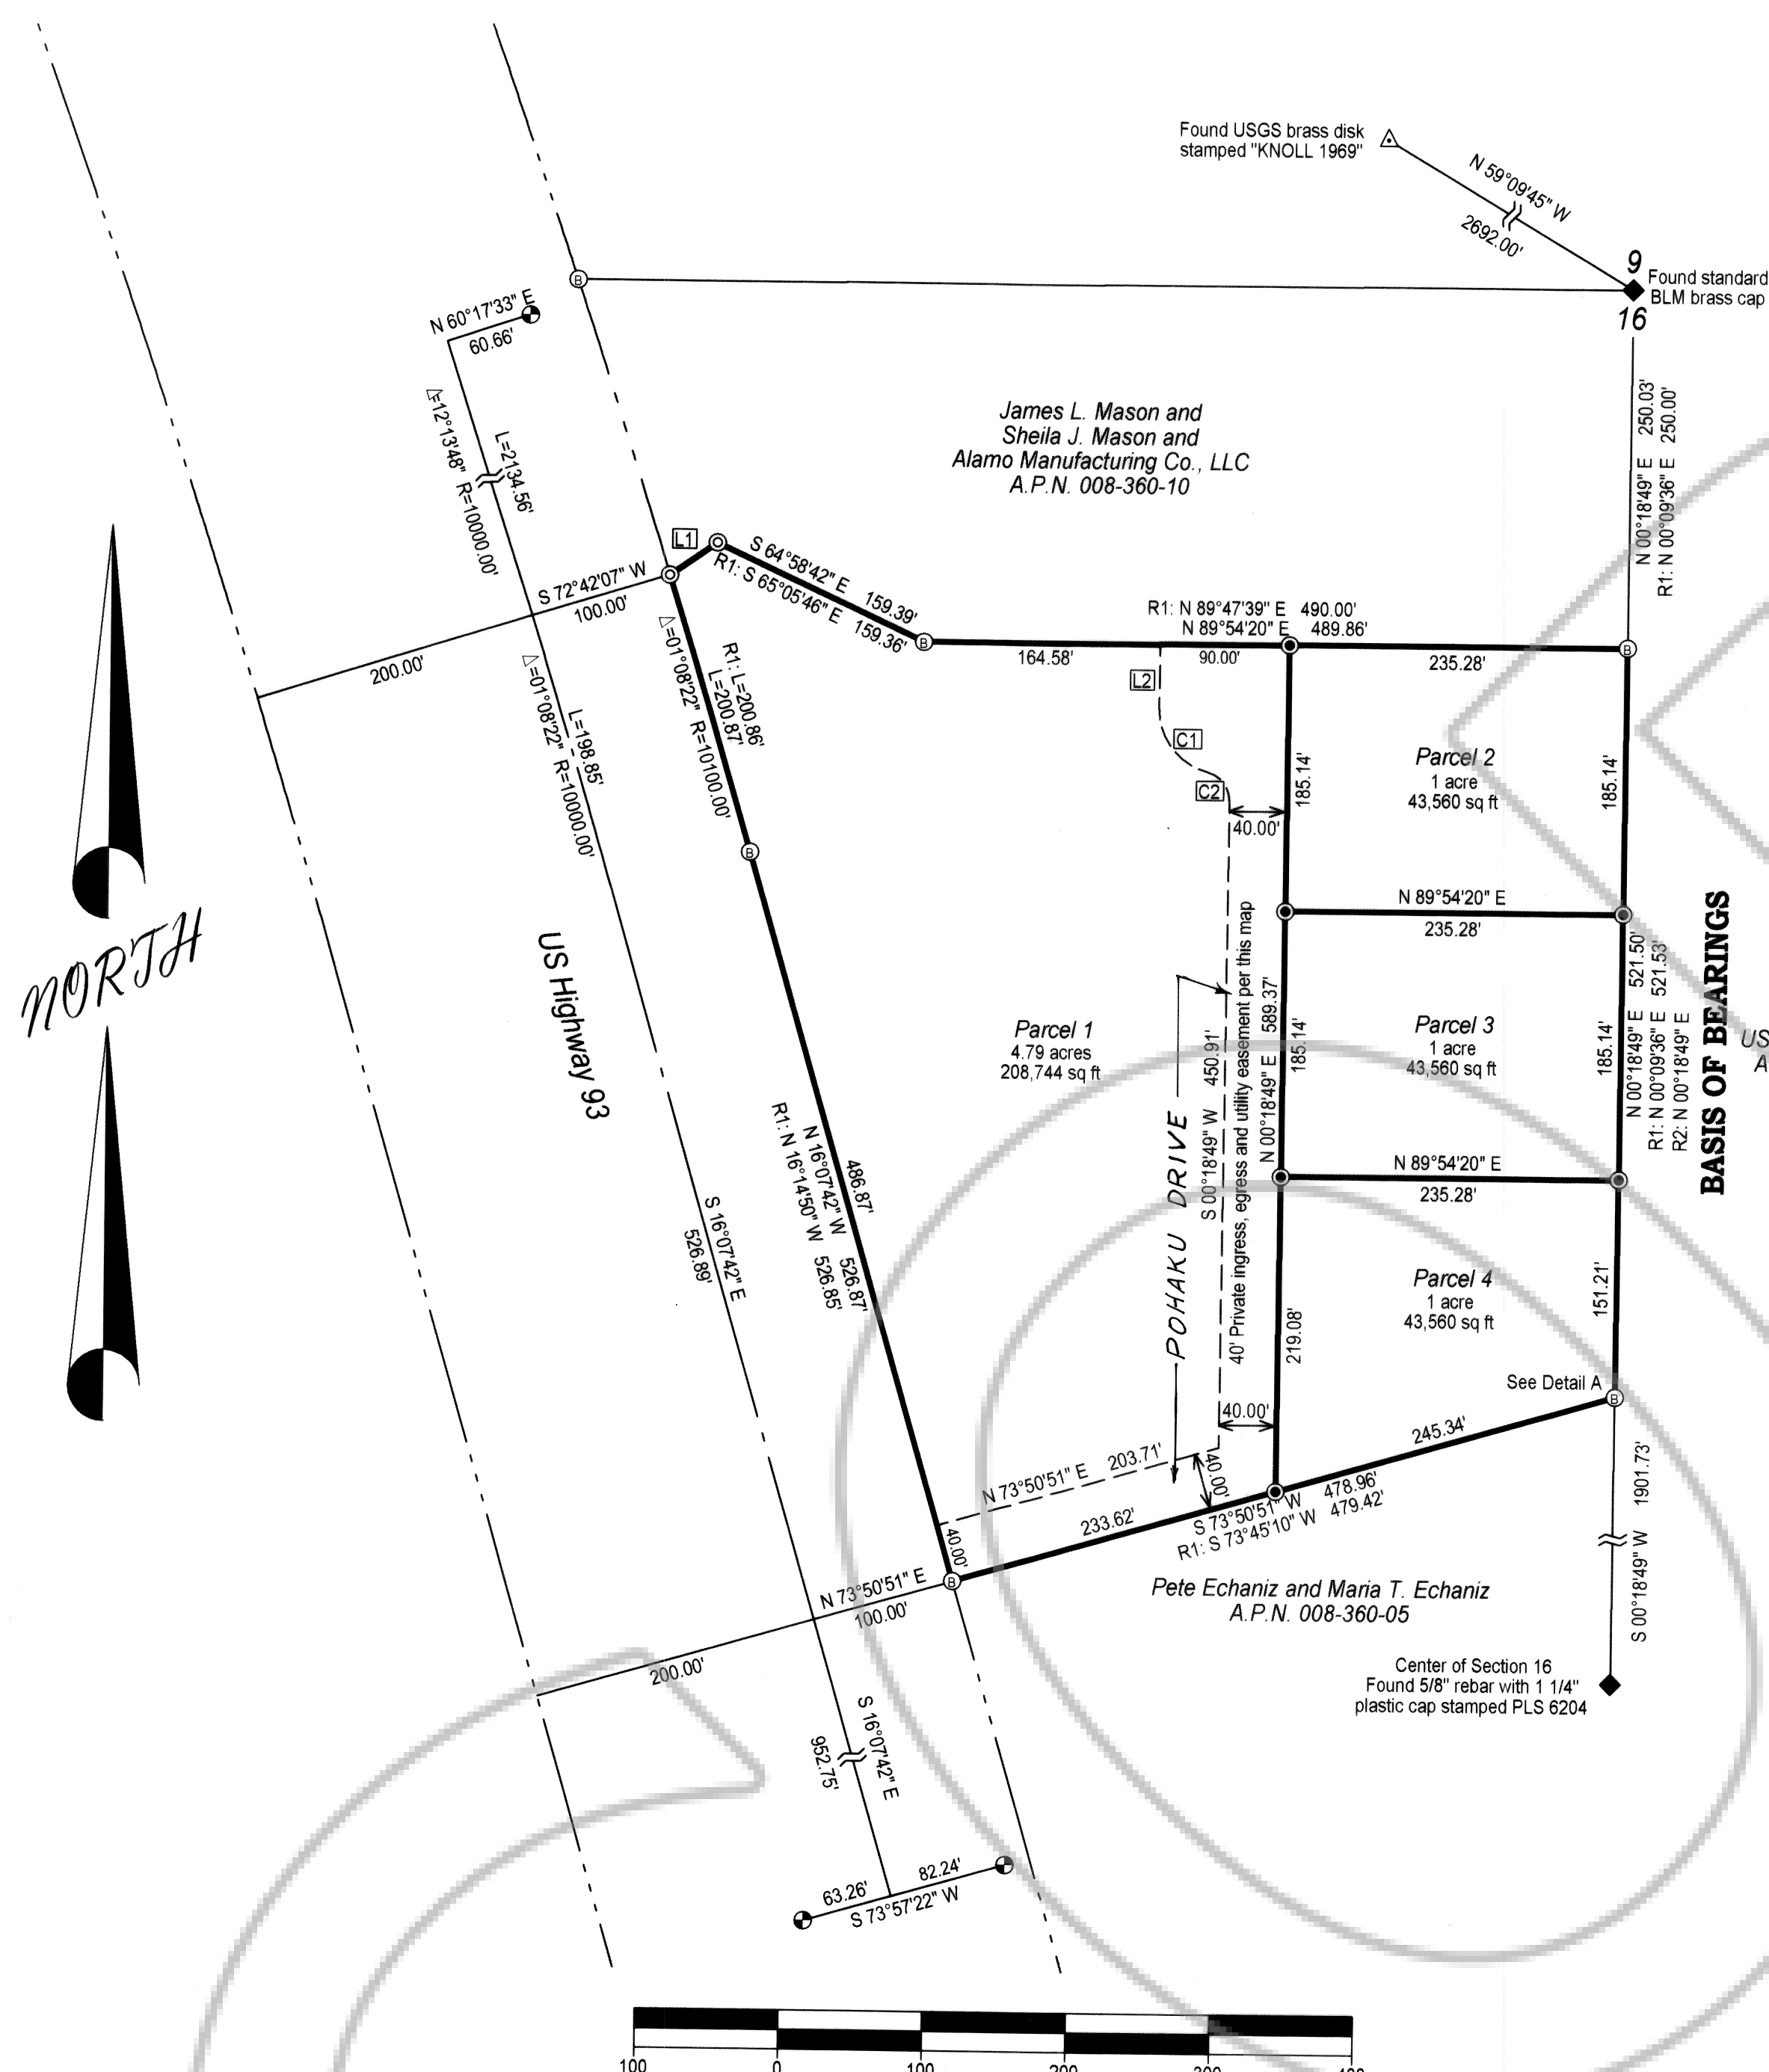 Found USGS brass disk
stamped "KNOLL 1969"
N 59°09'45" W
2692.00'
9
Found standard
BLM brass cap
16
N 60°17'33" E
60.66'
Δ=12°13'48" R=10000.00'
L=2134.56'
James L. Mason and
Sheila J. Mason and
Alamo Manufacturing Co., LLC
A.P.N. 008-360-10
N 00°18'49" E 250.03'
R1: N 00°09'36" E 250.00'
L1
S 64°58'42" E 159.39'
R1: S 65°05'46" E 159.36'
S 72°42'07" W
100.00'
200.00'
R1: N 89°47'39" E 490.00'
N 89°54'20" E 489.86'
164.58'
90.00'
235.28'
L2
C1
C2
40.00'
R1: L=200.86'
L=200.87'
Δ=01°08'22" R=10100.00'
L=198.85'
Δ=01°08'22" R=10000.00'
185.14'
Parcel 2
1 acre
43,560 sq ft
185.14'
N 89°54'20" E
235.28'
NORTH
US Highway 93
Parcel 1
4.79 acres
208,744 sq ft
POHAKU DRIVE
S 00°18'49" W 450.91'
40' Private ingress, egress and utility easement per this map
N 00°18'49" E 589.37'
185.14'
Parcel 3
1 acre
43,560 sq ft
185.14'
N 00°18'49" E 521.50'
R1: N 00°09'36" E 521.53'
R2: N 00°18'49" E
BASIS OF BEARINGS
US
A
N 89°54'20" E
235.28'
486.87'
N 16°07'42" W 526.87'
R1: N 16°14'50" W 526.85'
S 16°07'42" E
526.89'
219.08'
Parcel 4
1 acre
43,560 sq ft
151.21'
See Detail A
40.00'
245.34'
N 73°50'51" E 203.71'
40.00'
40.00'
233.62'
S 73°50'51" W 478.96'
R1: S 73°45'10" W 479.42'
S 00°18'49" W 1901.73'
N 73°50'51" E
100.00'
200.00'
Pete Echaniz and Maria T. Echaniz
A.P.N. 008-360-05
Center of Section 16
Found 5/8" rebar with 1 1/4"
plastic cap stamped PLS 6204
S 16°07'42" E
952.75'
63.26'
82.24'
S 73°57'22" W
B
B
B
B
B
B
100 0 100 200 300 400